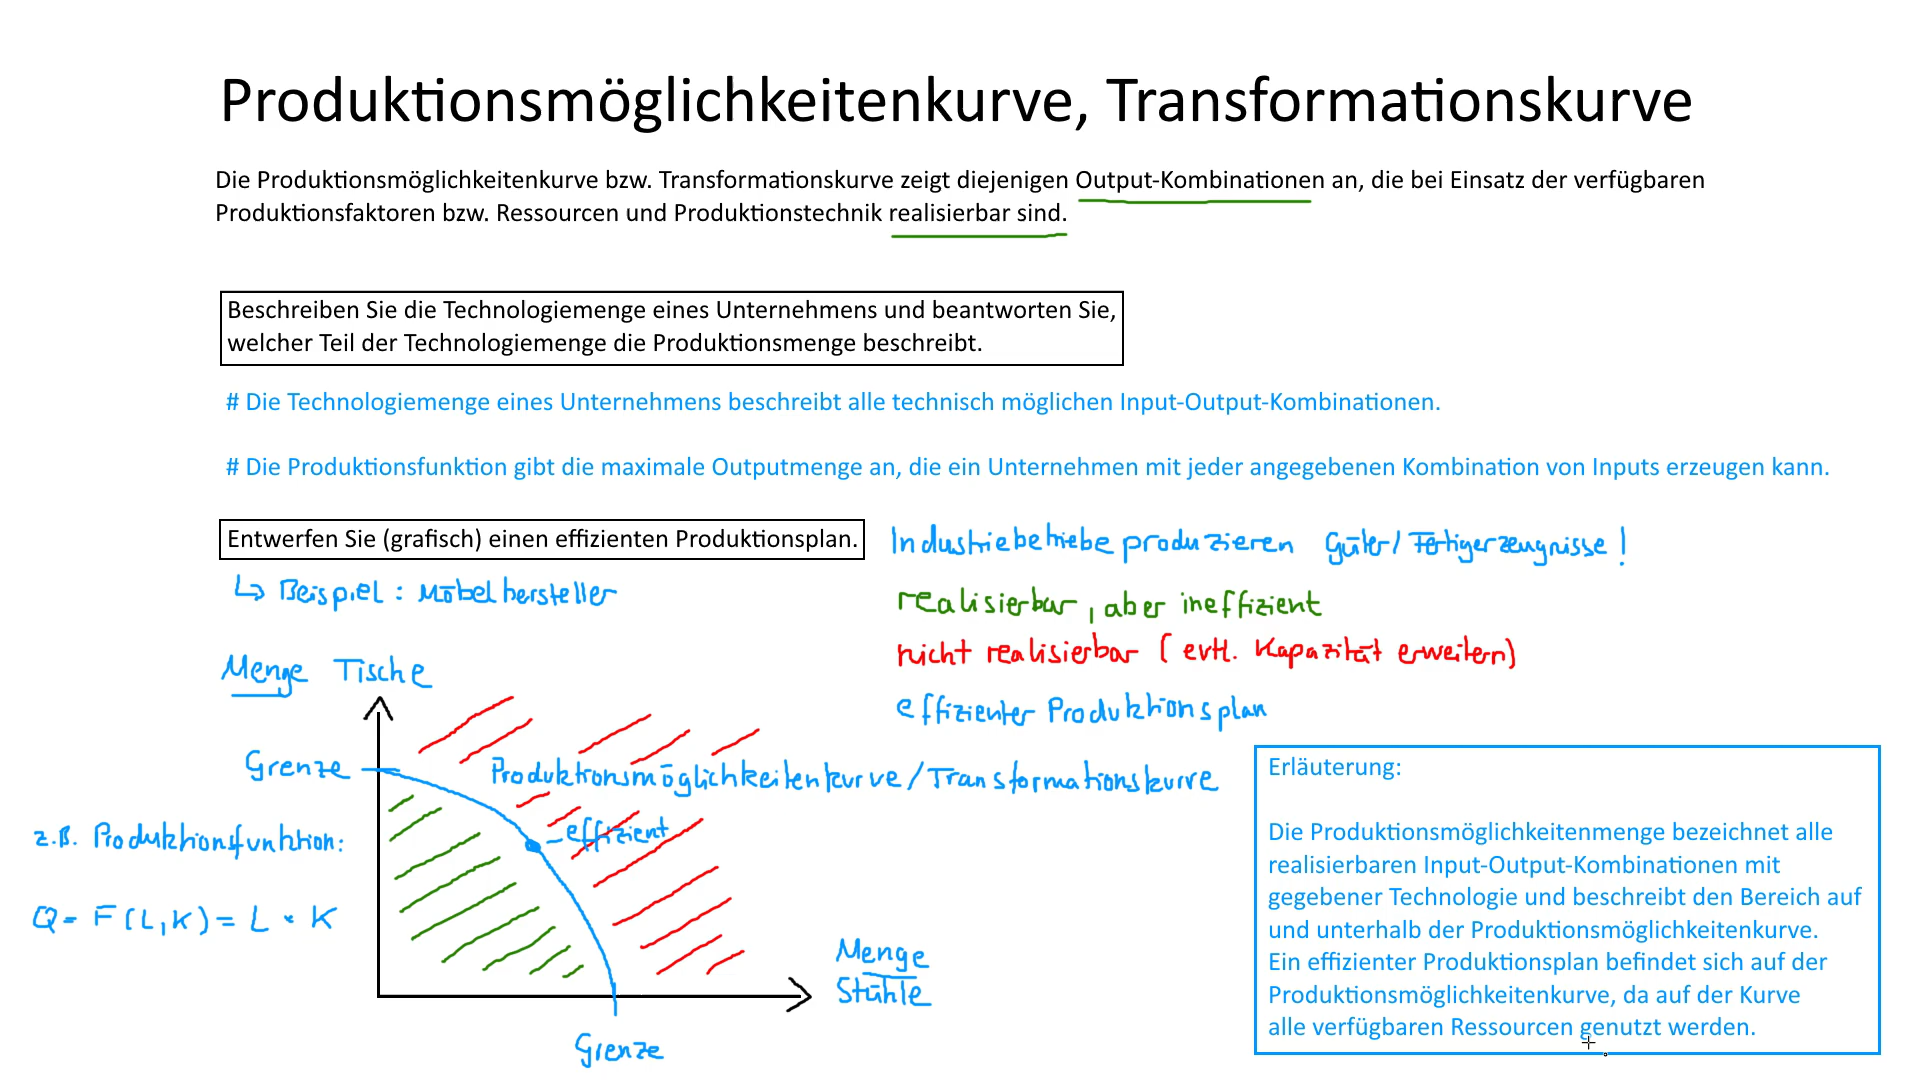 Produktionsmöglichkeitenkurve, Transformationskurve
Die Produktionsmöglichkeitenkurve bzw. Transformationskurve zeigt diejenigen Output-Kombinationen an, die bei Einsatz der verfügbaren
Produktionsfaktoren bzw. Ressourcen und Produktionstechnik realisierbar sind.
Beschreiben Sie die Technologiemenge eines Unternehmens und beantworten Sie,
welcher Teil der Technologiemenge die Produktionsmenge beschreibt.
# Die Technologiemenge eines Unternehmens beschreibt alle technisch möglichen Input-Output-Kombinationen.
# Die Produktionsfunktion gibt die maximale Outputmenge an, die ein Unternehmen mit jeder angegebenen Kombination von Inputs erzeugen kann.
Entwerfen Sie (grafisch) einen effizienten Produktionsplan.
Industriebetriebe produzieren Güter/Fertigerzeugnisse!
↳ Beispiel: Möbelhersteller
realisierbar, aber ineffizient
nicht realisierbar (evtl. Kapazität erweitern)
effizienter Produktionsplan
Menge Tische
Grenze
Produktionsmöglichkeitenkurve/Transformationskurve
effizient
z.B. Produktionsfunktion:
Q = F(L,K) = L · K
Menge
Stühle
Grenze
Erläuterung:
Die Produktionsmöglichkeitenmenge bezeichnet alle
realisierbaren Input-Output-Kombinationen mit
gegebener Technologie und beschreibt den Bereich auf
und unterhalb der Produktionsmöglichkeitenkurve.
Ein effizienter Produktionsplan befindet sich auf der
Produktionsmöglichkeitenkurve, da auf der Kurve
alle verfügbaren Ressourcen genutzt werden.